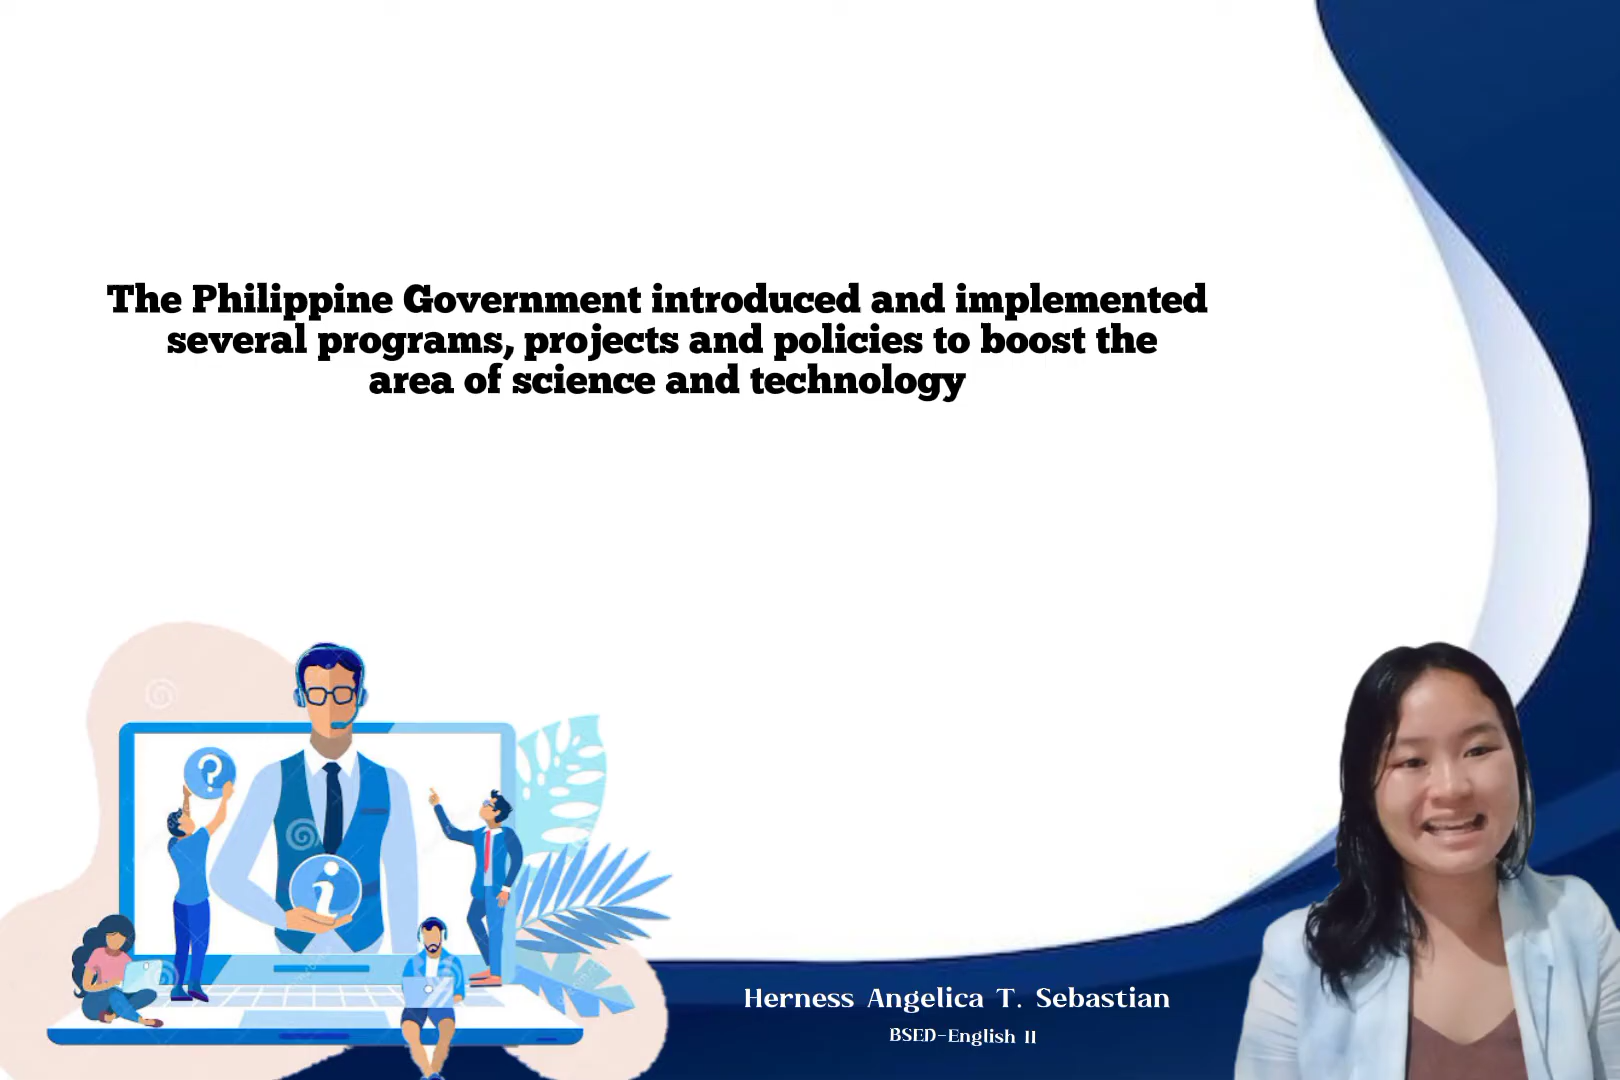 The Philippine Government introduced and implemented
several programs, projects and policies to boost the
area of science and technology
?
i
Herness Angelica T. Sebastian
BSED-English II